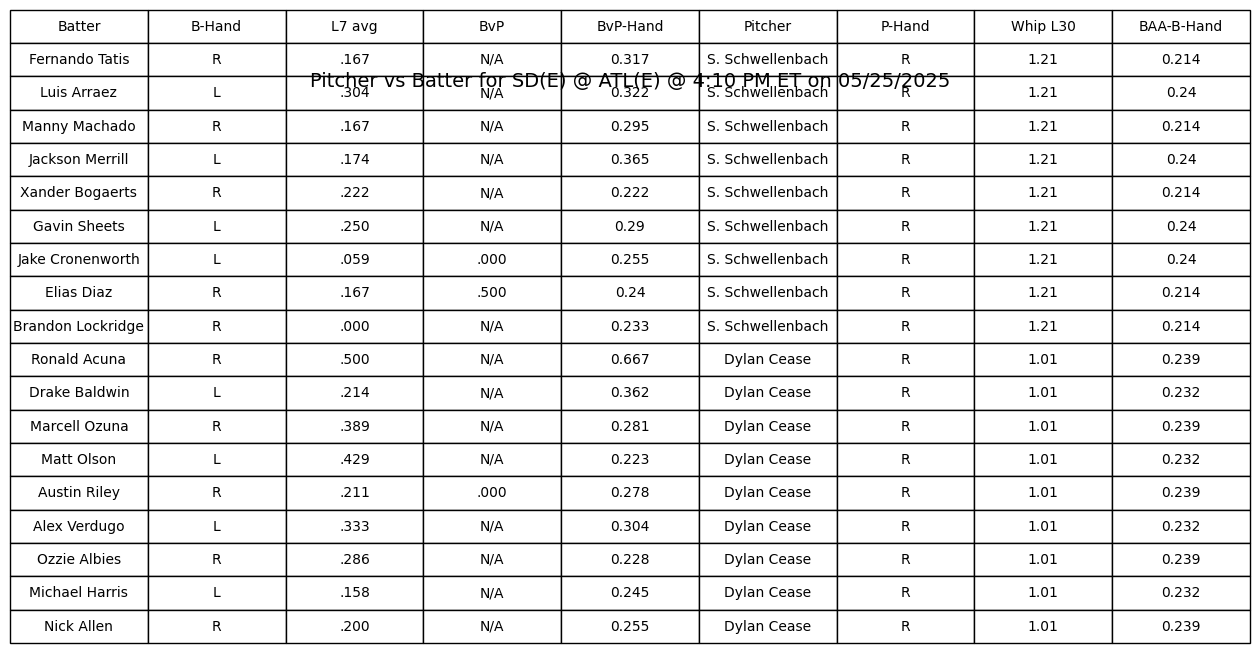 Batter B-Hand L7 avg BvP BvP-Hand Pitcher P-Hand Whip L30 BAA-B-Hand
Fernando Tatis R .167 N/A 0.317 S. Schwellenbach R 1.21 0.214
Pitcher vs Batter for SD(E) @ ATL(E) @ 4:10 PM ET on 05/25/2025
Luis Arraez L .304 N/A 0.322 S. Schwellenbach R 1.21 0.24
Manny Machado R .167 N/A 0.295 S. Schwellenbach R 1.21 0.214
Jackson Merrill L .174 N/A 0.365 S. Schwellenbach R 1.21 0.24
Xander Bogaerts R .222 N/A 0.222 S. Schwellenbach R 1.21 0.214
Gavin Sheets L .250 N/A 0.29 S. Schwellenbach R 1.21 0.24
Jake Cronenworth L .059 .000 0.255 S. Schwellenbach R 1.21 0.24
Elias Diaz R .167 .500 0.24 S. Schwellenbach R 1.21 0.214
Brandon Lockridge R .000 N/A 0.233 S. Schwellenbach R 1.21 0.214
Ronald Acuna R .500 N/A 0.667 Dylan Cease R 1.01 0.239
Drake Baldwin L .214 N/A 0.362 Dylan Cease R 1.01 0.232
Marcell Ozuna R .389 N/A 0.281 Dylan Cease R 1.01 0.239
Matt Olson L .429 N/A 0.223 Dylan Cease R 1.01 0.232
Austin Riley R .211 .000 0.278 Dylan Cease R 1.01 0.239
Alex Verdugo L .333 N/A 0.304 Dylan Cease R 1.01 0.232
Ozzie Albies R .286 N/A 0.228 Dylan Cease R 1.01 0.239
Michael Harris L .158 N/A 0.245 Dylan Cease R 1.01 0.232
Nick Allen R .200 N/A 0.255 Dylan Cease R 1.01 0.239